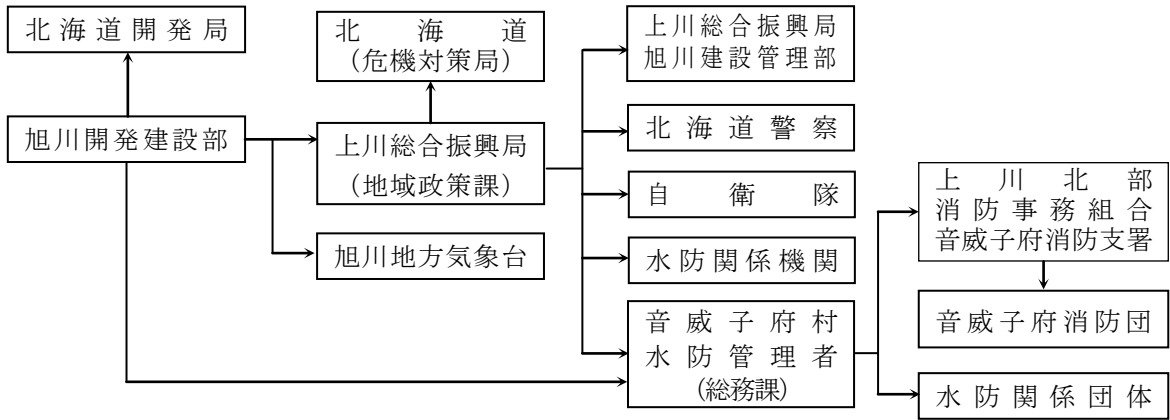 北海道開発局
旭川開発建設部
北海道
(危機対策局)
上川総合振興局
(地域政策課)
旭川地方気象台
上川総合振興局
旭川建設管理部
北海道警察
自衛隊
水防関係機関
音威子府村
水防管理者
(総務課)
上川北部
消防事務組合
音威子府消防支署
音威子府消防団
水防関係団体